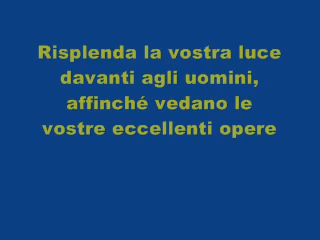 Risplenda la vostra luce
davanti agli uomini,
affinché vedano le
vostre eccellenti opere